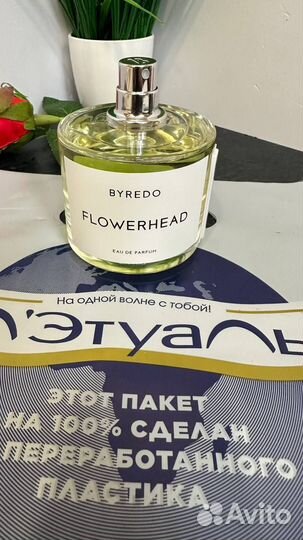 BYREDO
FLOWERHEAD
EAU DE PARFUM
На одной волне с тобой!
Л'Этуаль
ЭТОТ ПАКЕТ
НА 100% СДЕЛАН
ПЕРЕРАБОТАННОГО
ПЛАСТИКА
Avito